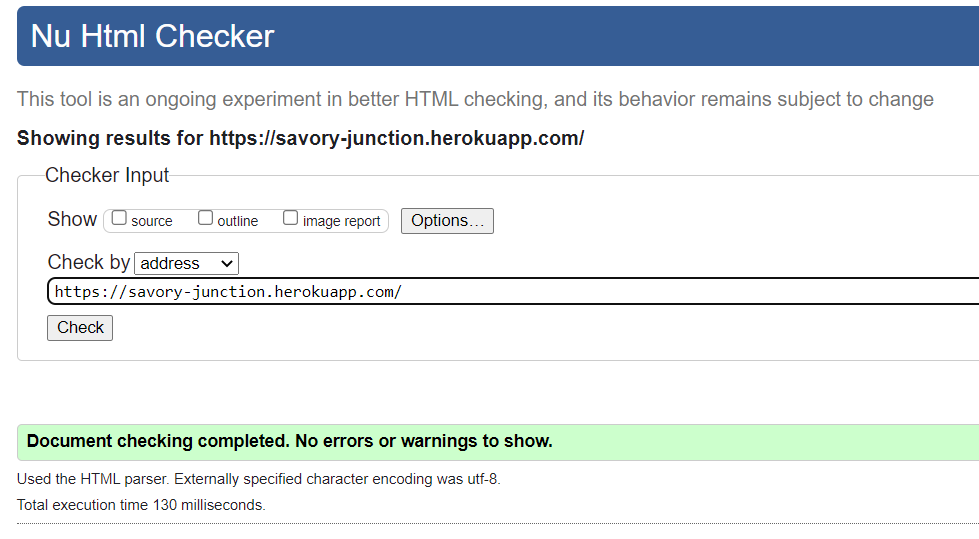 Nu Html Checker
This tool is an ongoing experiment in better HTML checking, and its behavior remains subject to change
Showing results for https://savory-junction.herokuapp.com/
Checker Input
Show source outline image report Options...
Check by address
https://savory-junction.herokuapp.com/
Check
Document checking completed. No errors or warnings to show.
Used the HTML parser. Externally specified character encoding was utf-8.
Total execution time 130 milliseconds.